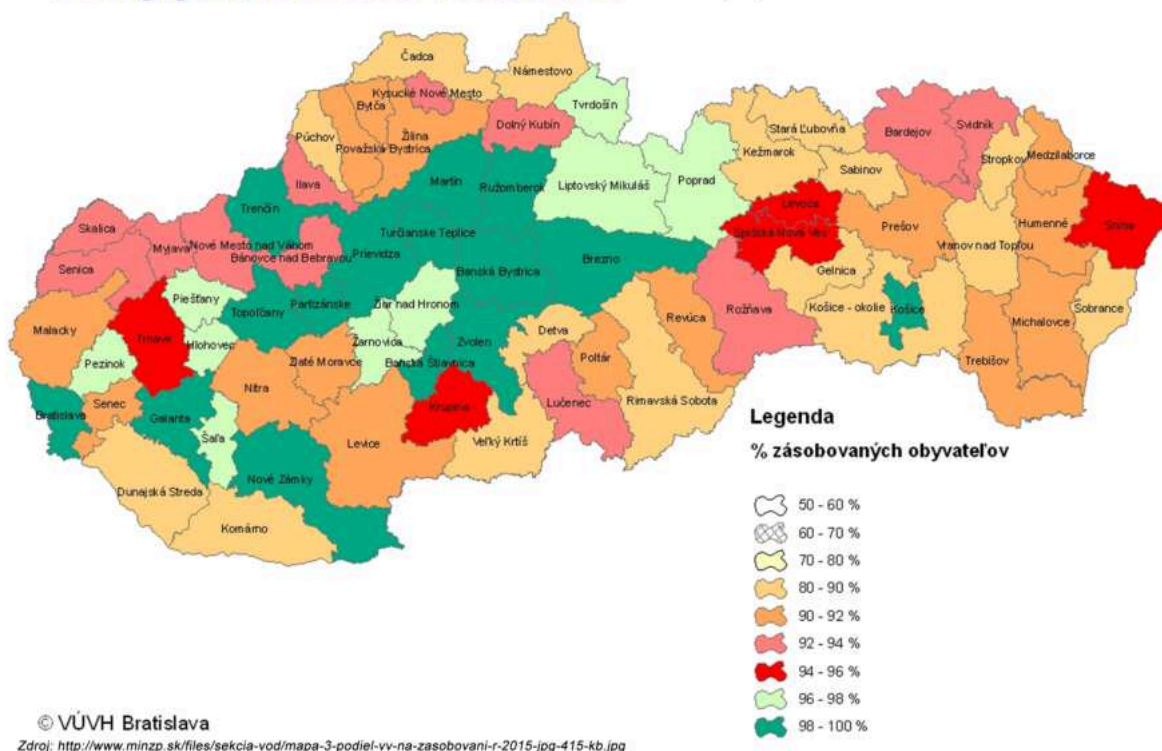 Čadca
Námestovo
Kysucké Nové Mesto
Bytča
Tvrdošín
Púchov
Žilina
Dolný Kubín
Považská Bystrica
Stará Ľubovňa
Bardejov
Svidník
Kežmarok
Stropkov
Medzilaborce
Sabinov
Ilava
Martin
Ružomberok
Liptovský Mikuláš
Poprad
Trenčín
Levoča
Snina
Skalica
Turčianske Teplice
Spišská Nová Ves
Prešov
Humenné
Myjava
Nové Mesto nad Váhom
Bánovce nad Bebravou
Prievidza
Vranov nad Topľou
Senica
Banská Bystrica
Brezno
Gelnica
Piešťany
Topoľčany
Partizánske
Žiar nad Hronom
Rožňava
Košice - okolie
Košice
Sobrance
Malacky
Trnava
Hlohovec
Žarnovica
Zvolen
Detva
Revúca
Michalovce
Pezinok
Zlaté Moravce
Banská Štiavnica
Poltár
Trebišov
Nitra
Bratislava
Senec
Galanta
Krupina
Lučenec
Rimavská Sobota
Šaľa
Levice
Veľký Krtíš
Nové Zámky
Dunajská Streda
Komárno
Legenda
% zásobovaných obyvateľov
50 - 60 %
60 - 70 %
70 - 80 %
80 - 90 %
90 - 92 %
92 - 94 %
94 - 96 %
96 - 98 %
98 - 100 %
© VÚVH Bratislava
Zdroj: http://www.minzp.sk/files/sekcia-vod/mapa-3-podiel-vv-na-zasobovani-r-2015-jpg-415-kb.jpg